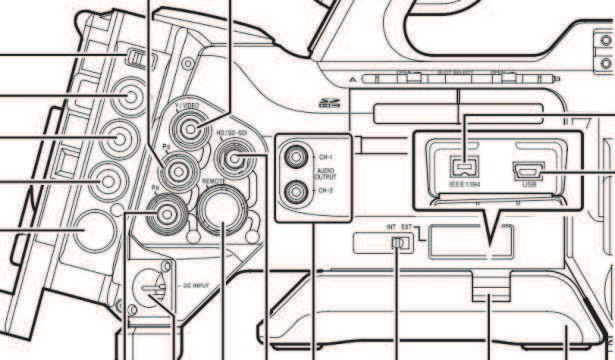 A OPEN SLOT SELECT OPEN
SDHC
Y/VIDEO
HD/SD-SDI
PB
CH-1
AUDIO
OUTPUT
CH-2
IEEE1394 USB
PR
REMOTE
INT EXT
DC INPUT